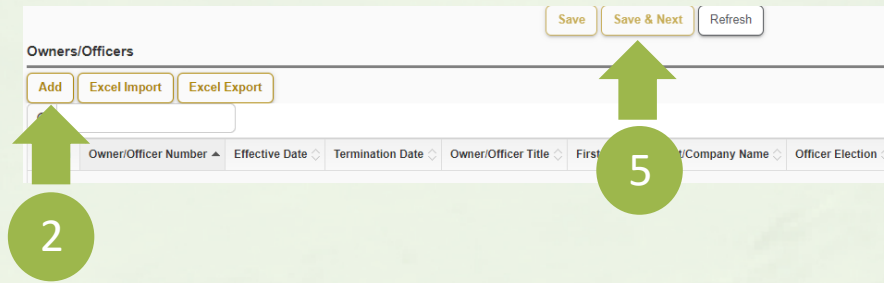 Save Save & Next Refresh
Owners/Officers
Add Excel Import Excel Export
Owner/Officer Number Effective Date Termination Date Owner/Officer Title First /Company Name Officer Election
5
2